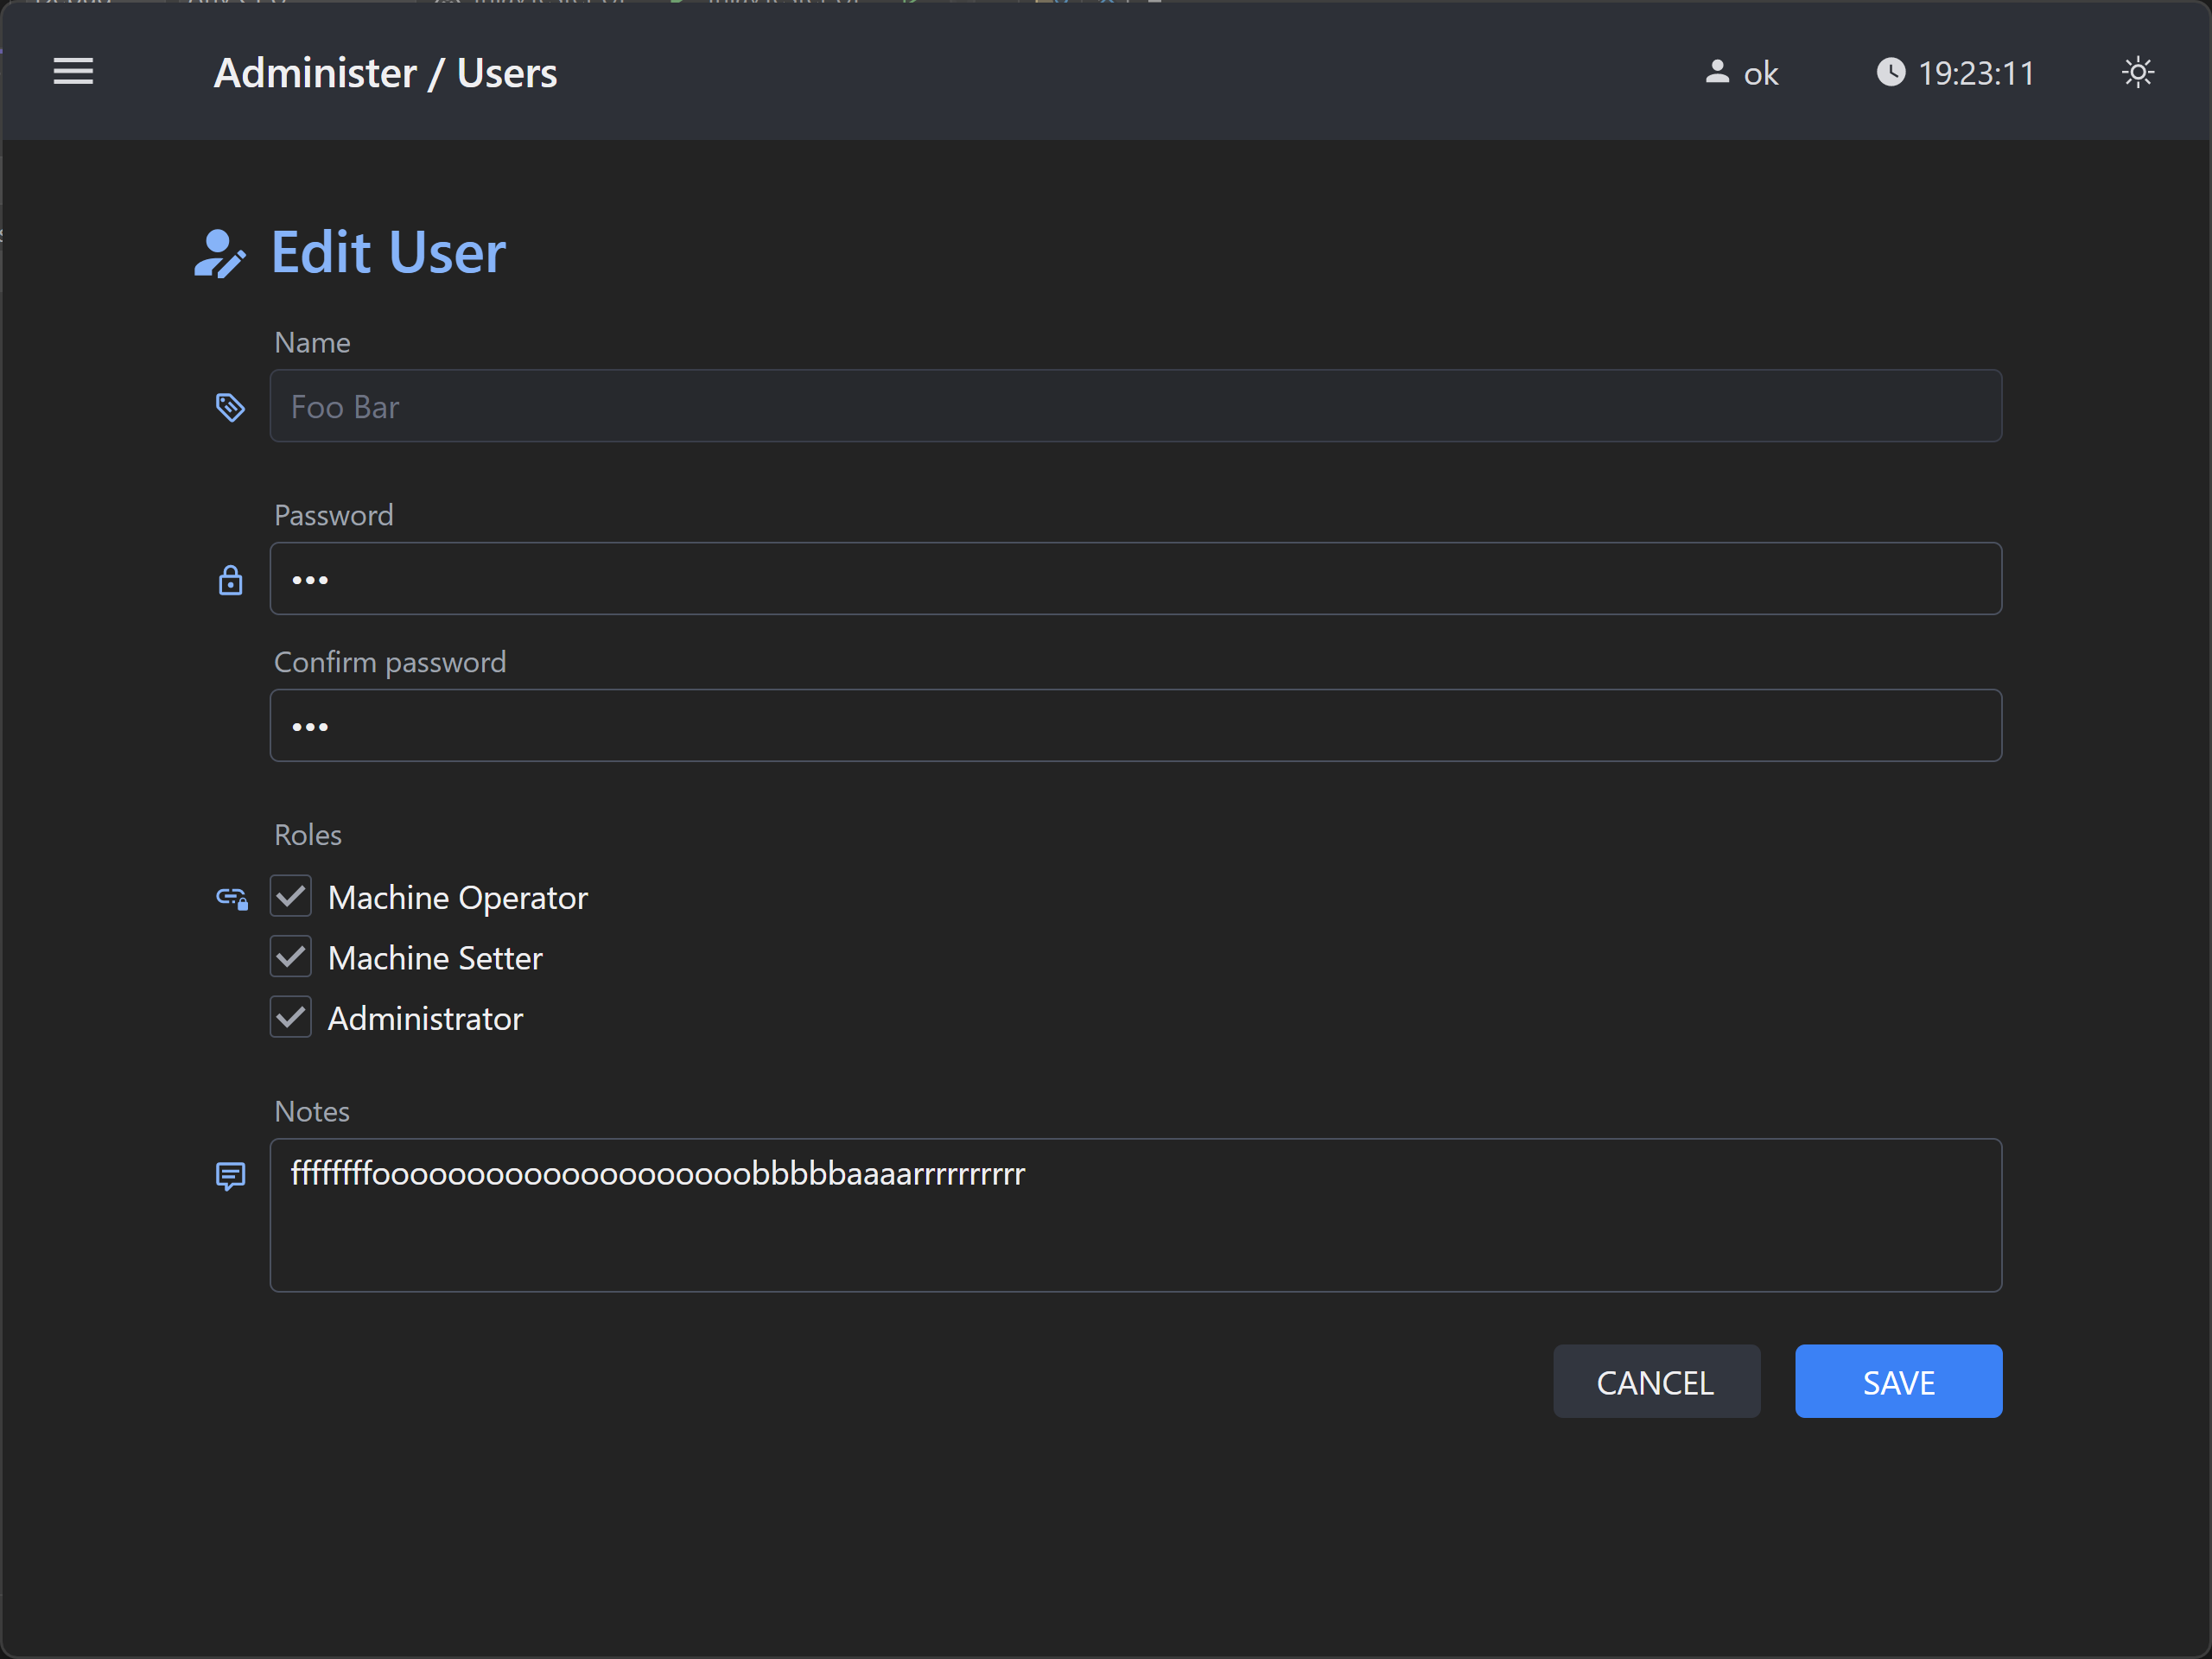 Administer / Users
ok
19:23:11
Edit User
Name
Foo Bar
Password
•••
Confirm password
•••
Roles
Machine Operator
Machine Setter
Administrator
Notes
ffffffffoooooooooooooooooooobbbbbaaaarrrrrrrrr
CANCEL
SAVE